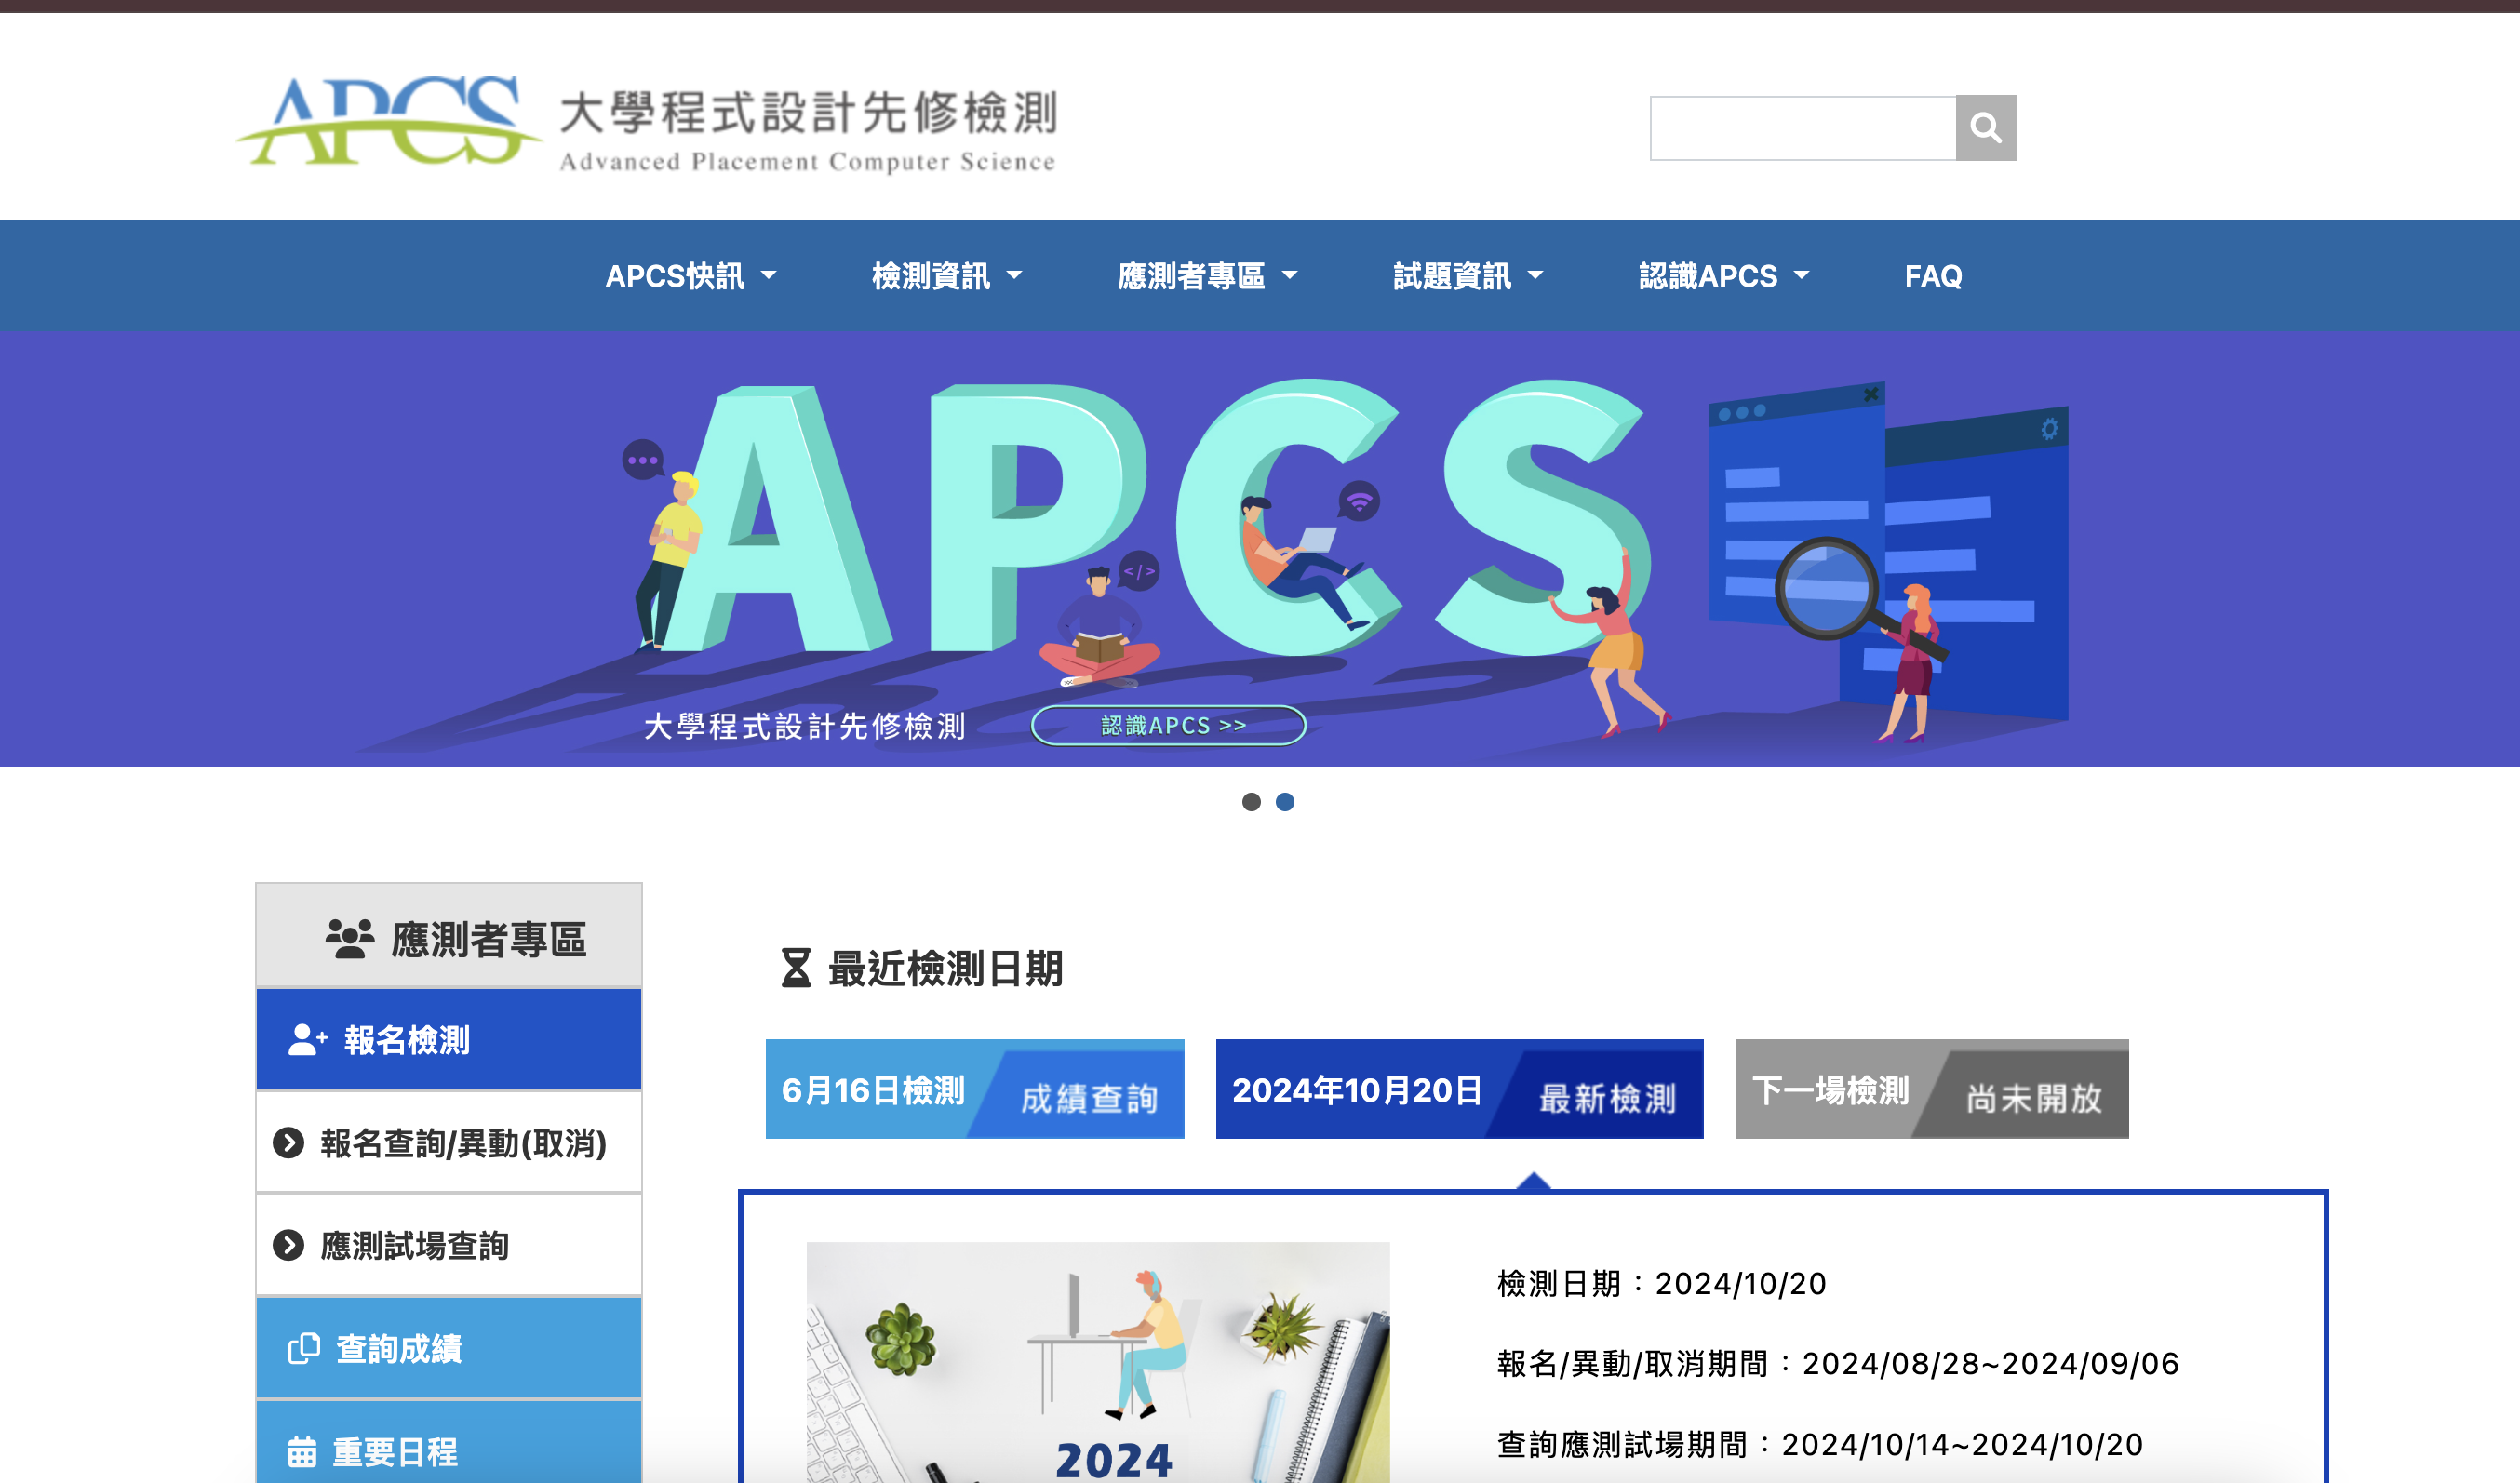 APCS 大學程式設計先修檢測
Advanced Placement Computer Science
APCS快訊 檢測資訊 應測者專區 試題資訊 認識APCS FAQ
APCS
</>
大學程式設計先修檢測 認識APCS >>
應測者專區
報名檢測
報名查詢/異動(取消)
應測試場查詢
查詢成績
重要日程
最近檢測日期
6月16日檢測 成績查詢
2024年10月20日 最新檢測
下一場檢測 尚未開放
2024
檢測日期：2024/10/20
報名/異動/取消期間：2024/08/28~2024/09/06
查詢應測試場期間：2024/10/14~2024/10/20